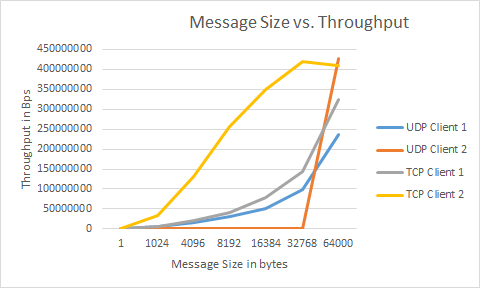 Message Size vs. Throughput
450000000
400000000
350000000
300000000
250000000
200000000
150000000
100000000
50000000
0
Throughput in Bps
1 1024 4096 8192 16384 32768 64000
Message Size in bytes
UDP Client 1
UDP Client 2
TCP Client 1
TCP Client 2